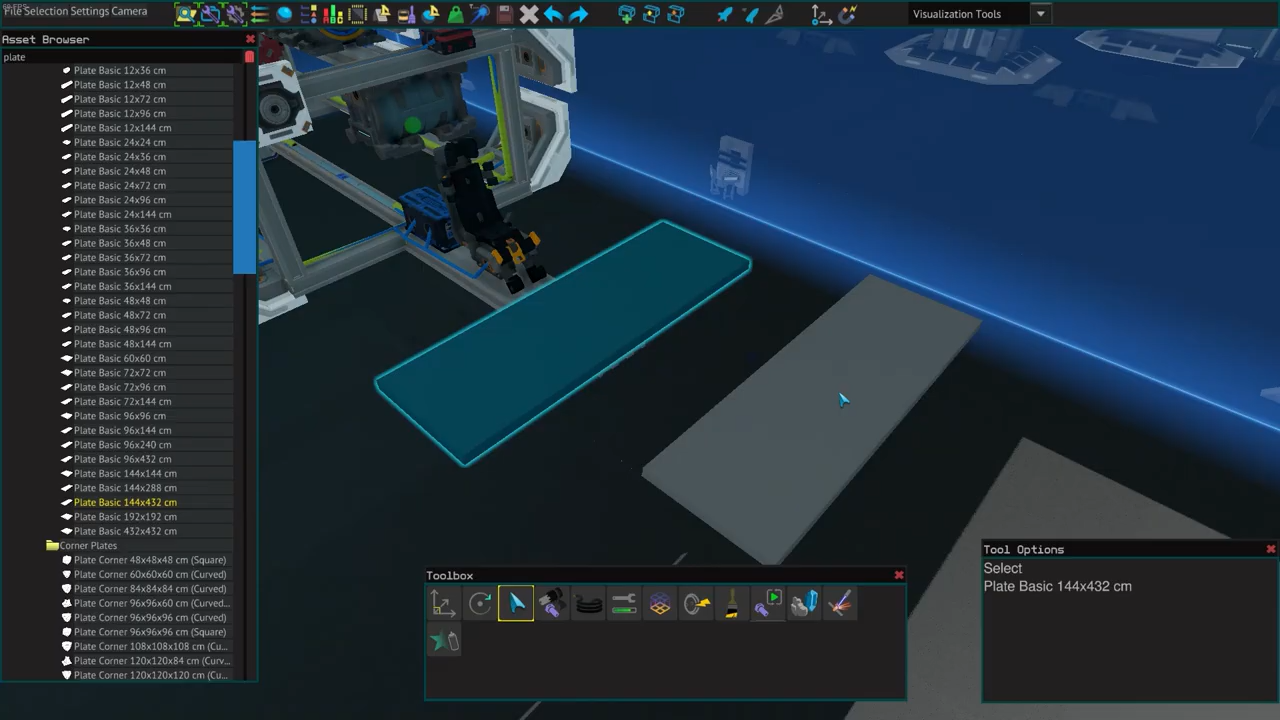 File Selection Settings Camera
Visualization Tools
Asset Browser
plate
Plate Basic 12x36 cm
Plate Basic 12x48 cm
Plate Basic 12x72 cm
Plate Basic 12x96 cm
Plate Basic 12x144 cm
Plate Basic 24x24 cm
Plate Basic 24x36 cm
Plate Basic 24x48 cm
Plate Basic 24x72 cm
Plate Basic 24x96 cm
Plate Basic 24x144 cm
Plate Basic 36x36 cm
Plate Basic 36x48 cm
Plate Basic 36x72 cm
Plate Basic 36x96 cm
Plate Basic 36x144 cm
Plate Basic 48x48 cm
Plate Basic 48x72 cm
Plate Basic 48x96 cm
Plate Basic 48x144 cm
Plate Basic 60x60 cm
Plate Basic 72x72 cm
Plate Basic 72x96 cm
Plate Basic 72x144 cm
Plate Basic 96x96 cm
Plate Basic 96x144 cm
Plate Basic 96x240 cm
Plate Basic 96x432 cm
Plate Basic 144x144 cm
Plate Basic 144x288 cm
Plate Basic 144x432 cm
Plate Basic 192x192 cm
Plate Basic 432x432 cm
Corner Plates
Plate Corner 48x48x48 cm (Square)
Plate Corner 60x60x60 cm (Curved)
Plate Corner 84x84x84 cm (Curved)
Plate Corner 96x96x60 cm (Curved...
Plate Corner 96x96x96 cm (Curved)
Plate Corner 96x96x96 cm (Square)
Plate Corner 108x108x108 cm (Cu...
Plate Corner 120x120x84 cm (Curv...
Plate Corner 120x120x120 cm (Cu...
Toolbox
Tool Options
Select
Plate Basic 144x432 cm